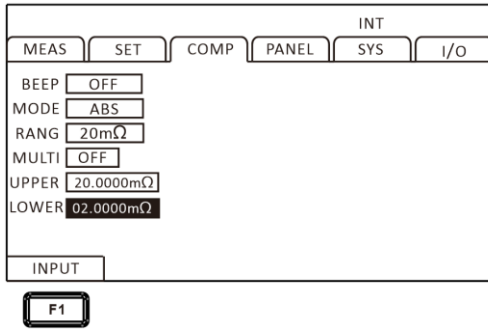 INT
MEAS SET COMP PANEL SYS I/O
BEEP OFF
MODE ABS
RANG 20mΩ
MULTI OFF
UPPER 20.0000mΩ
LOWER 02.0000mΩ
INPUT
F1